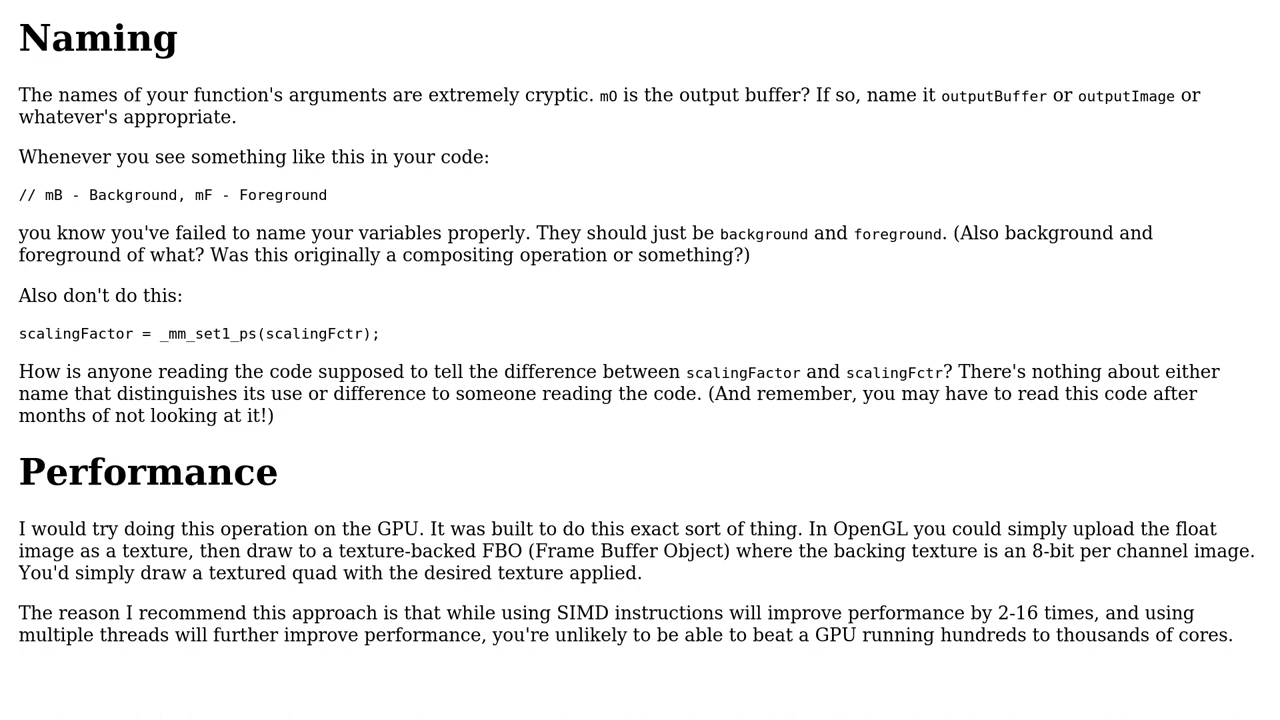 Naming
The names of your function's arguments are extremely cryptic. mO is the output buffer? If so, name it outputBuffer or outputImage or
whatever's appropriate.
Whenever you see something like this in your code:
// mB - Background, mF - Foreground
you know you've failed to name your variables properly. They should just be background and foreground. (Also background and
foreground of what? Was this originally a compositing operation or something?)
Also don't do this:
scalingFactor = _mm_set1_ps(scalingFctr);
How is anyone reading the code supposed to tell the difference between scalingFactor and scalingFctr? There's nothing about either
name that distinguishes its use or difference to someone reading the code. (And remember, you may have to read this code after
months of not looking at it!)
Performance
I would try doing this operation on the GPU. It was built to do this exact sort of thing. In OpenGL you could simply upload the float
image as a texture, then draw to a texture-backed FBO (Frame Buffer Object) where the backing texture is an 8-bit per channel image.
You'd simply draw a textured quad with the desired texture applied.
The reason I recommend this approach is that while using SIMD instructions will improve performance by 2-16 times, and using
multiple threads will further improve performance, you're unlikely to be able to beat a GPU running hundreds to thousands of cores.